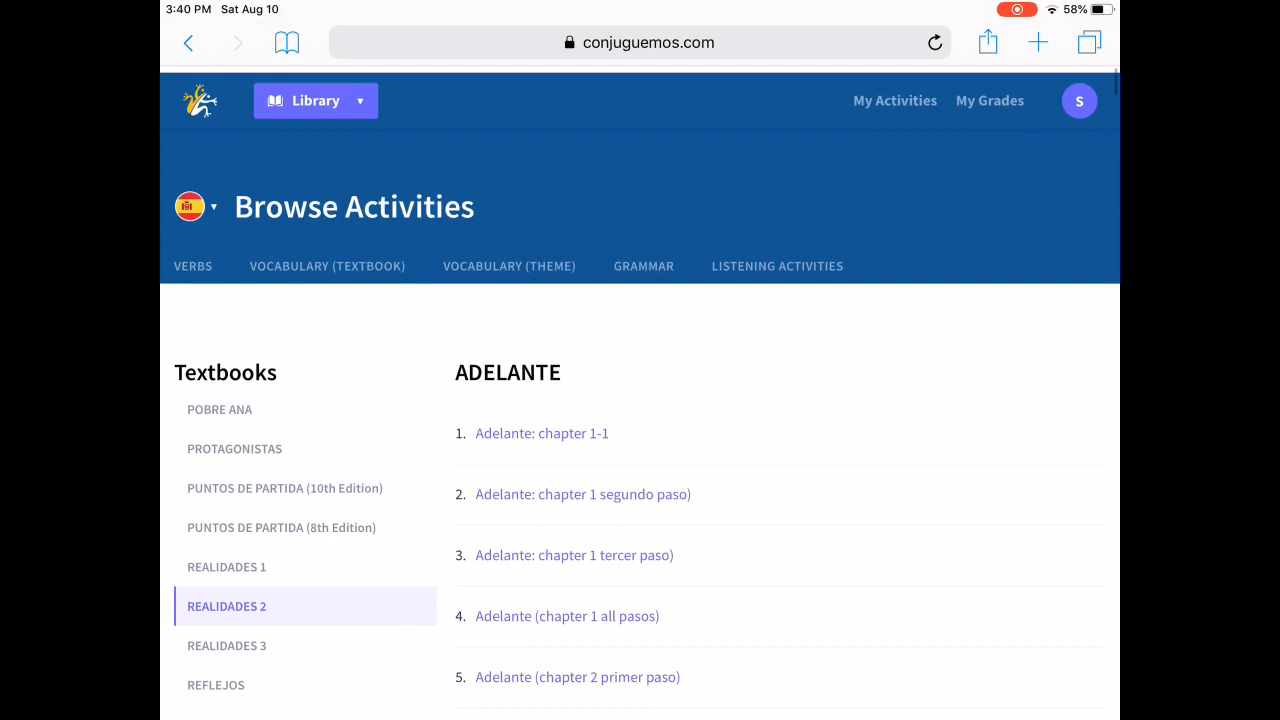 3:40 PM Sat Aug 10 58%
conjuguemos.com
Library My Activities My Grades S
Browse Activities
VERBS VOCABULARY (TEXTBOOK) VOCABULARY (THEME) GRAMMAR LISTENING ACTIVITIES
Textbooks
POBRE ANA
PROTAGONISTAS
PUNTOS DE PARTIDA (10th Edition)
PUNTOS DE PARTIDA (8th Edition)
REALIDADES 1
REALIDADES 2
REALIDADES 3
REFLEJOS
ADELANTE
1. Adelante: chapter 1-1
2. Adelante: chapter 1 segundo paso)
3. Adelante: chapter 1 tercer paso)
4. Adelante (chapter 1 all pasos)
5. Adelante (chapter 2 primer paso)